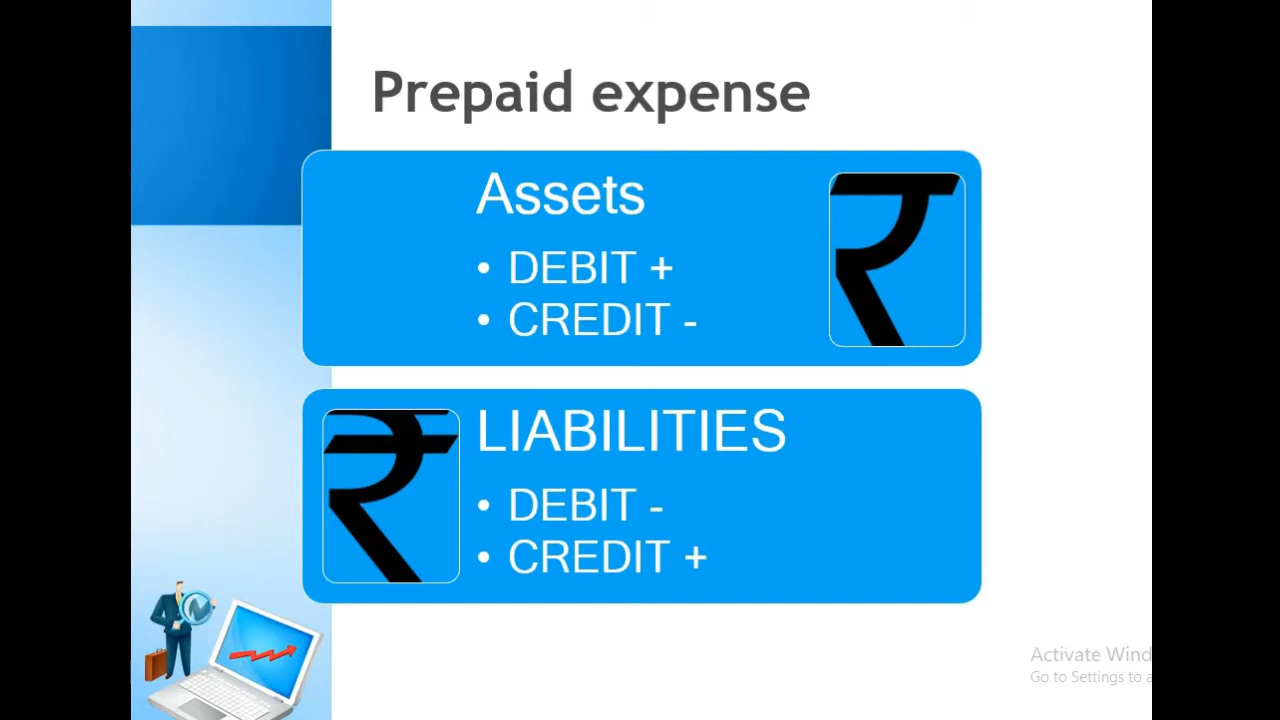 Prepaid expense
Assets
• DEBIT +
• CREDIT -
LIABILITIES
• DEBIT -
• CREDIT +
Activate Wind
Go to Settings to a